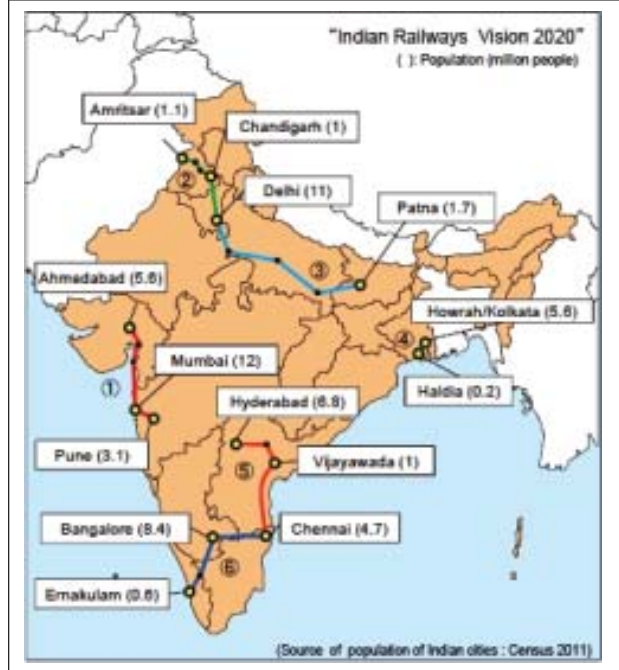 "Indian Railways Vision 2020"
( ): Population (million people)
Amritsar (1.1)
Chandigarh (1)
②
Delhi (11)
Patna (1.7)
③
Ahmedabad (5.6)
Howrah/Kolkata (5.6)
④
Mumbai (12)
①
Haldia (0.2)
Hyderabad (6.8)
Pune (3.1)
⑤
Vijayawada (1)
Bangalore (8.4)
Chennai (4.7)
⑥
Ernakulam (0.6)
(Source of population of Indian cities : Census 2011)